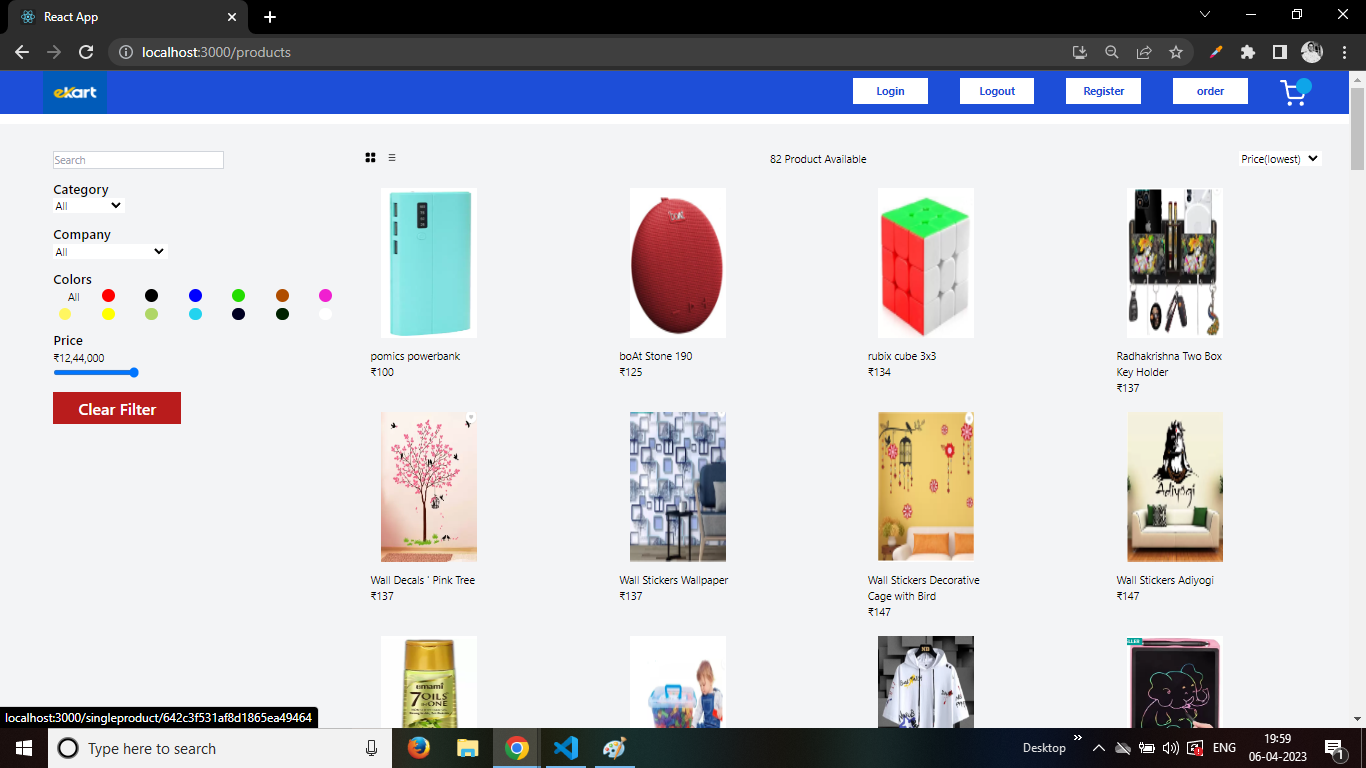 React App
localhost:3000/products
ekart
Login
Logout
Register
order
Search
82 Product Available
Price(lowest)
Category
All
Company
All
Colors
All
Price
₹12,44,000
Clear Filter
pomics powerbank
₹100
boAt
boAt Stone 190
₹125
rubix cube 3x3
₹134
Radhakrishna Two Box
Key Holder
₹137
Wall Decals ' Pink Tree
₹137
Wall Stickers Wallpaper
₹137
Wall Stickers Decorative
Cage with Bird
₹147
Adiyogi
Wall Stickers Adiyogi
₹147
emami
7 OILS
IN ONE
NB
ELLER
localhost:3000/singleproduct/642c3f531af8d1865ea49464
Type here to search
Desktop
ENG
19:59
06-04-2023
1